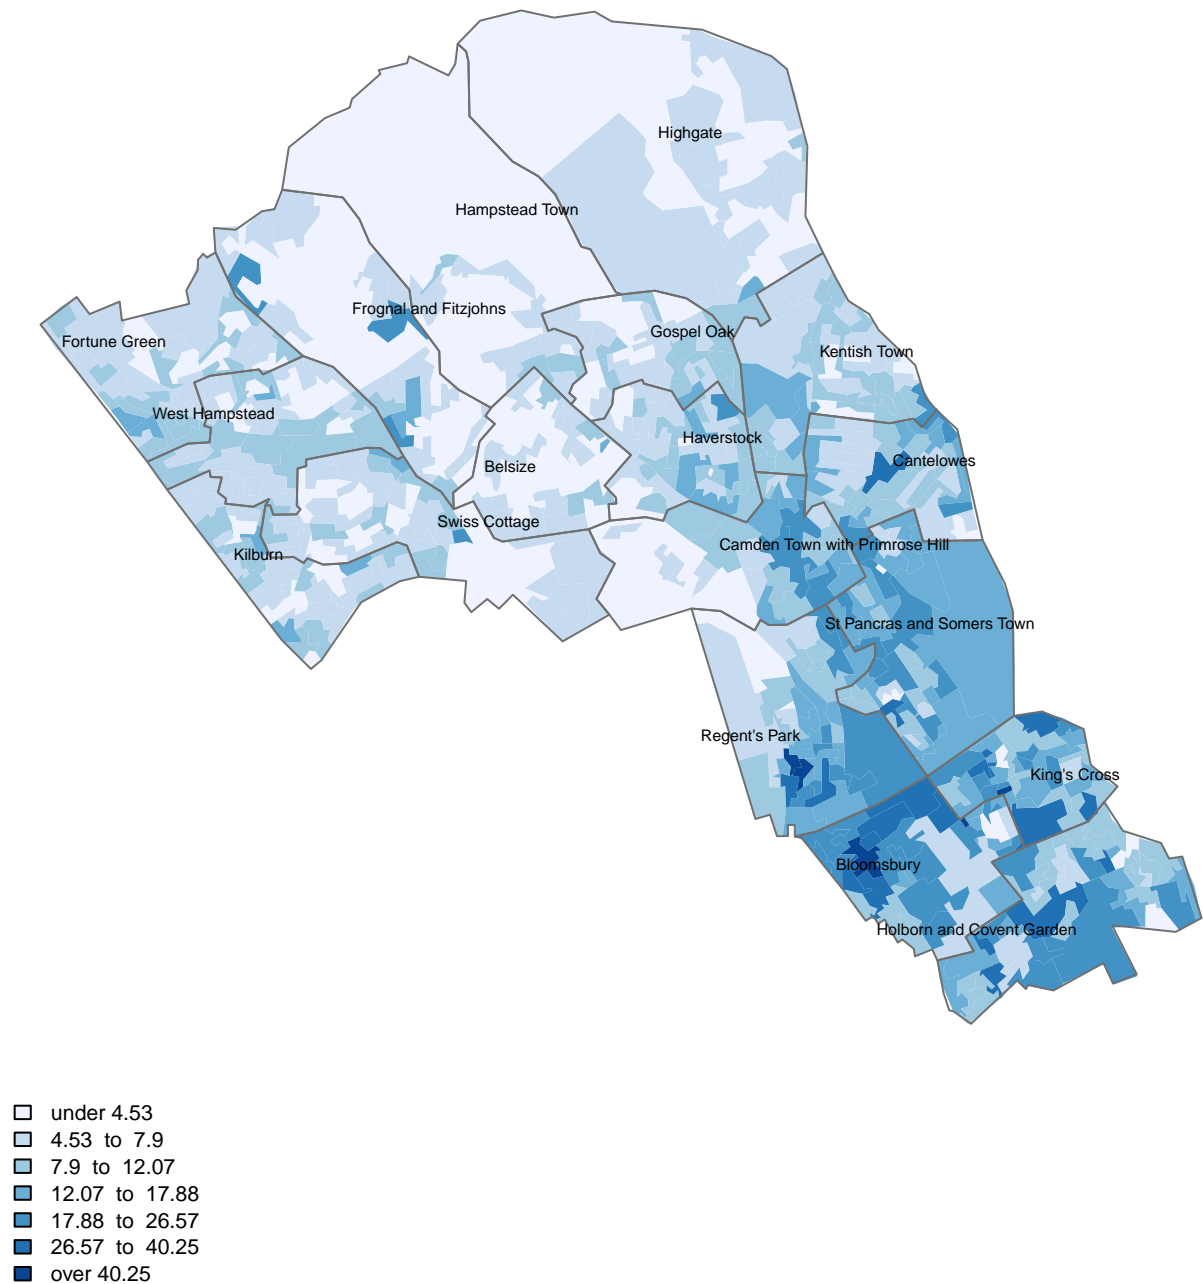 Highgate
Hampstead Town
Frognal and Fitzjohns
Gospel Oak
Fortune Green
Kentish Town
West Hampstead
Haverstock
Cantelowes
Belsize
Swiss Cottage
Camden Town with Primrose Hill
Kilburn
St Pancras and Somers Town
Regent's Park
King's Cross
Bloomsbury
Holborn and Covent Garden
under 4.53
4.53 to 7.9
7.9 to 12.07
12.07 to 17.88
17.88 to 26.57
26.57 to 40.25
over 40.25